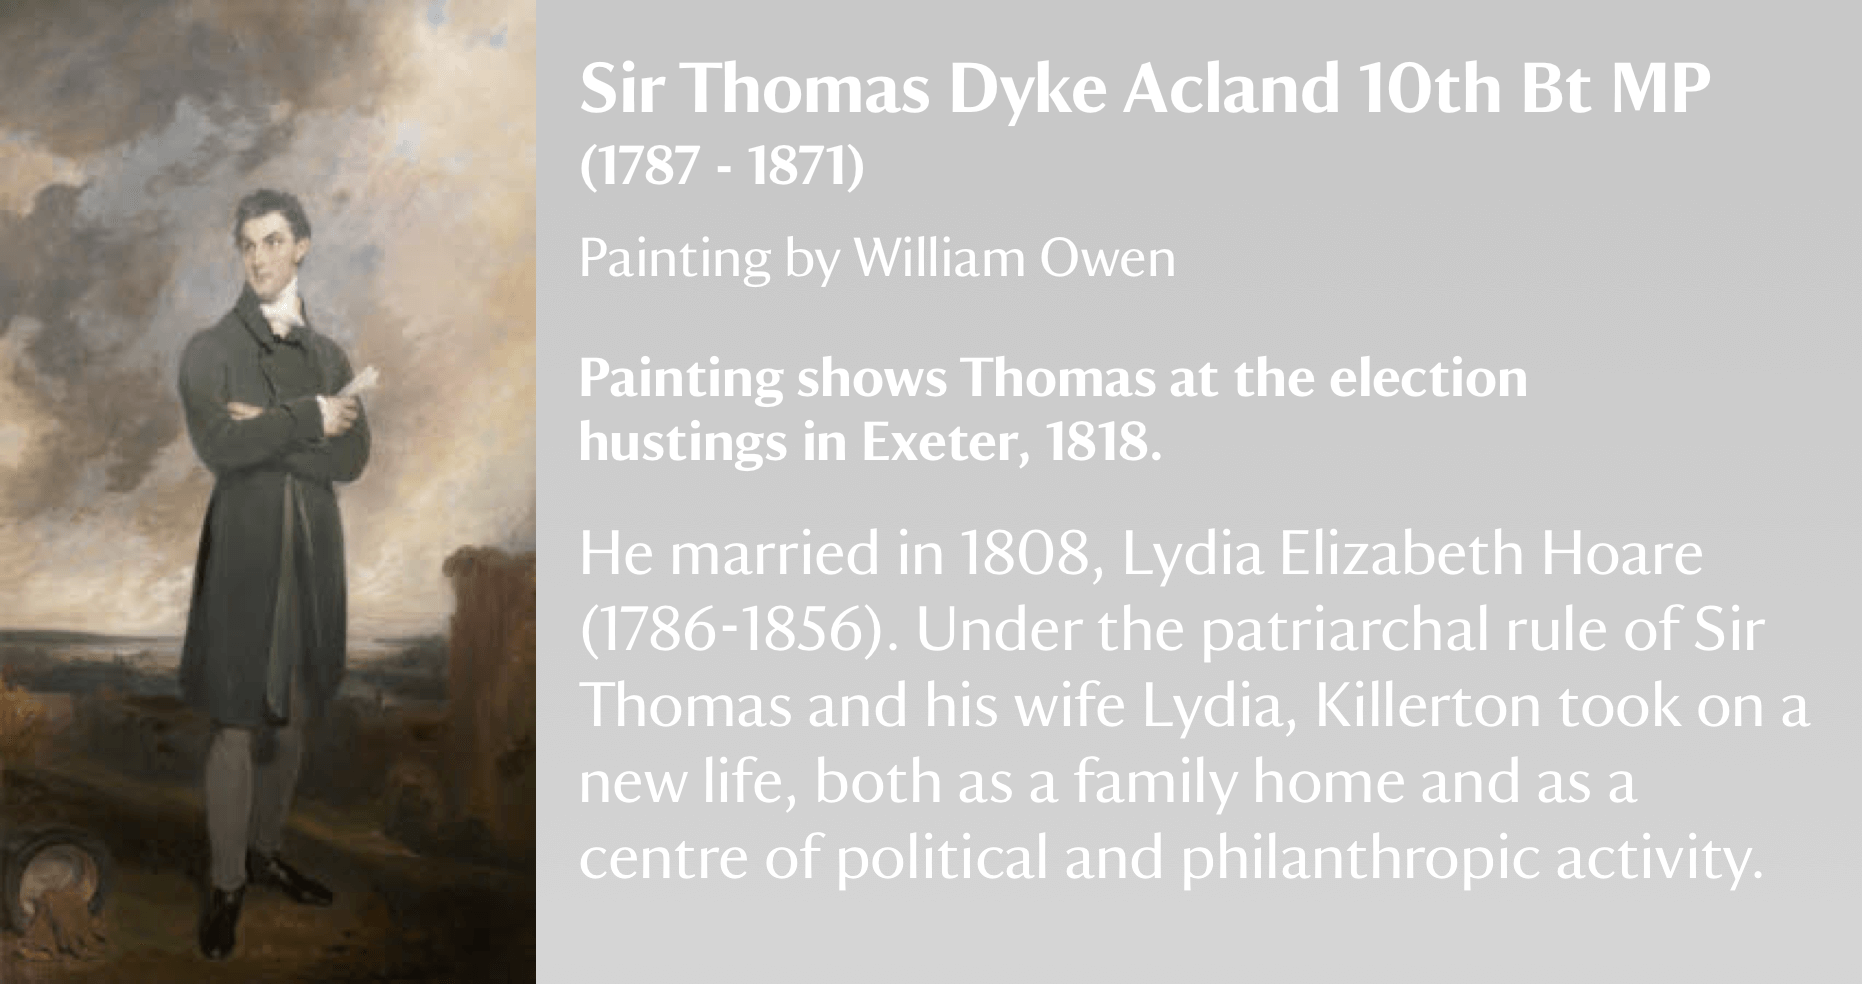 Sir Thomas Dyke Acland 10th Bt MP
(1787 - 1871)
Painting by William Owen
Painting shows Thomas at the election
hustings in Exeter, 1818.
He married in 1808, Lydia Elizabeth Hoare
(1786-1856). Under the patriarchal rule of Sir
Thomas and his wife Lydia, Killerton took on a
new life, both as a family home and as a
centre of political and philanthropic activity.